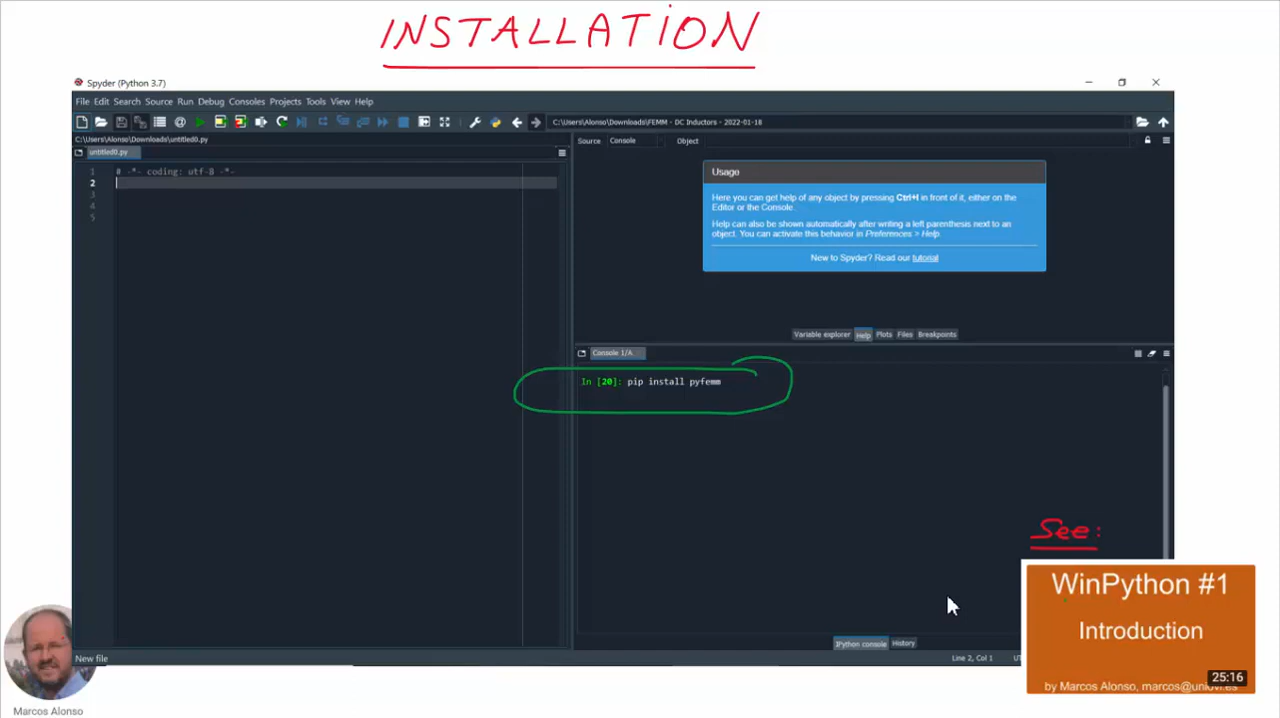 INSTALLATION
Spyder (Python 3.7)
File Edit Search Source Run Debug Consoles Projects Tools View Help
C:\Users\Alonso\Downloads\FEMM - DC Inductors - 2022-01-18
C:\Users\Alonso\Downloads\untitled0.py
Source Console Object
untitled0.py
1 # -*- coding: utf-8 -*-
2
3
4
5
Usage
Here you can get help of any object by pressing Ctrl+I in front of it, either on the
Editor or the Console.
Help can also be shown automatically after writing a left parenthesis next to an
object. You can activate this behavior in Preferences > Help.
New to Spyder? Read our tutorial
Variable explorer Help Plots Files Breakpoints
Console 1/A
In [20]: pip install pyfemm
See:
WinPython #1
Introduction
25:16
by Marcos Alonso, marcos@uniovi.es
IPython console History
New file
Line 2, Col 1
Marcos Alonso